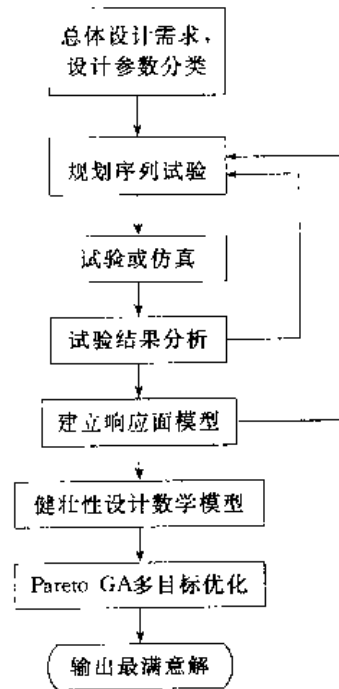 总体设计需求,
设计参数分类
规划序列试验
试验或仿真
试验结果分析
建立响应面模型
健壮性设计数学模型
Pareto GA多目标优化
输出最满意解